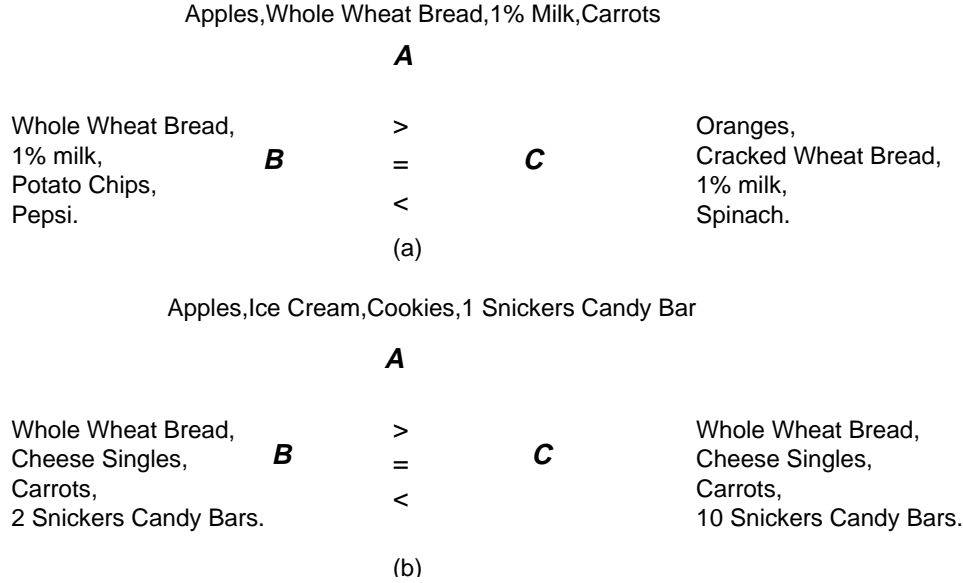 Apples,Whole Wheat Bread,1% Milk,Carrots
A
Whole Wheat Bread,
1% milk,
Potato Chips,
Pepsi.
B
>
=
<
C
Oranges,
Cracked Wheat Bread,
1% milk,
Spinach.
(a)
Apples,Ice Cream,Cookies,1 Snickers Candy Bar
A
Whole Wheat Bread,
Cheese Singles,
Carrots,
2 Snickers Candy Bars.
B
>
=
<
C
Whole Wheat Bread,
Cheese Singles,
Carrots,
10 Snickers Candy Bars.
(b)